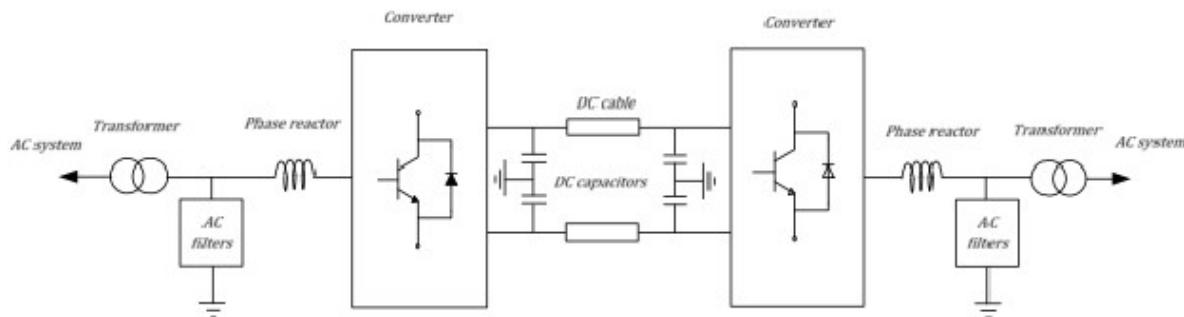 Converter
Converter
DC cable
Transformer
Phase reactor
Phase reactor
Transformer
AC system
AC system
DC capacitors
AC
filters
AC
filters